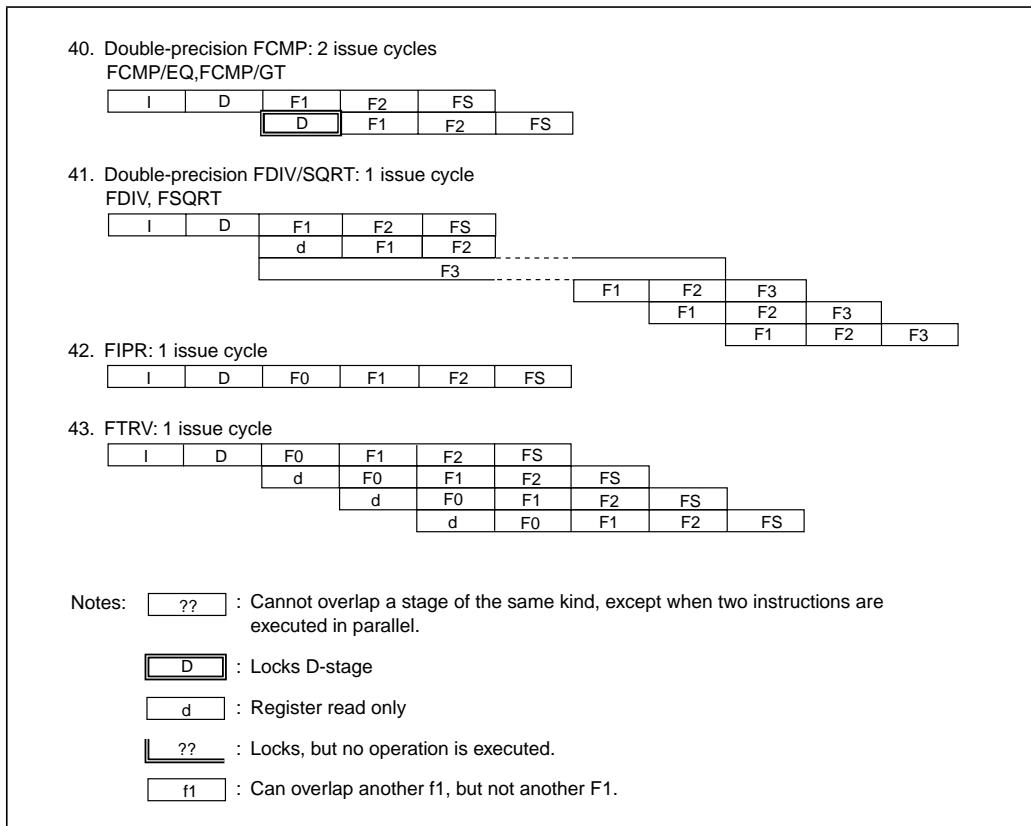 40. Double-precision FCMP: 2 issue cycles
FCMP/EQ,FCMP/GT
I D F1 F2 FS
D F1 F2 FS
41. Double-precision FDIV/SQRT: 1 issue cycle
FDIV, FSQRT
I D F1 F2 FS
d F1 F2
F3
F1 F2 F3
F1 F2 F3
F1 F2 F3
42. FIPR: 1 issue cycle
I D F0 F1 F2 FS
43. FTRV: 1 issue cycle
I D F0 F1 F2 FS
d F0 F1 F2 FS
d F0 F1 F2 FS
d F0 F1 F2 FS
Notes: ?? : Cannot overlap a stage of the same kind, except when two instructions are
executed in parallel.
D : Locks D-stage
d : Register read only
?? : Locks, but no operation is executed.
f1 : Can overlap another f1, but not another F1.